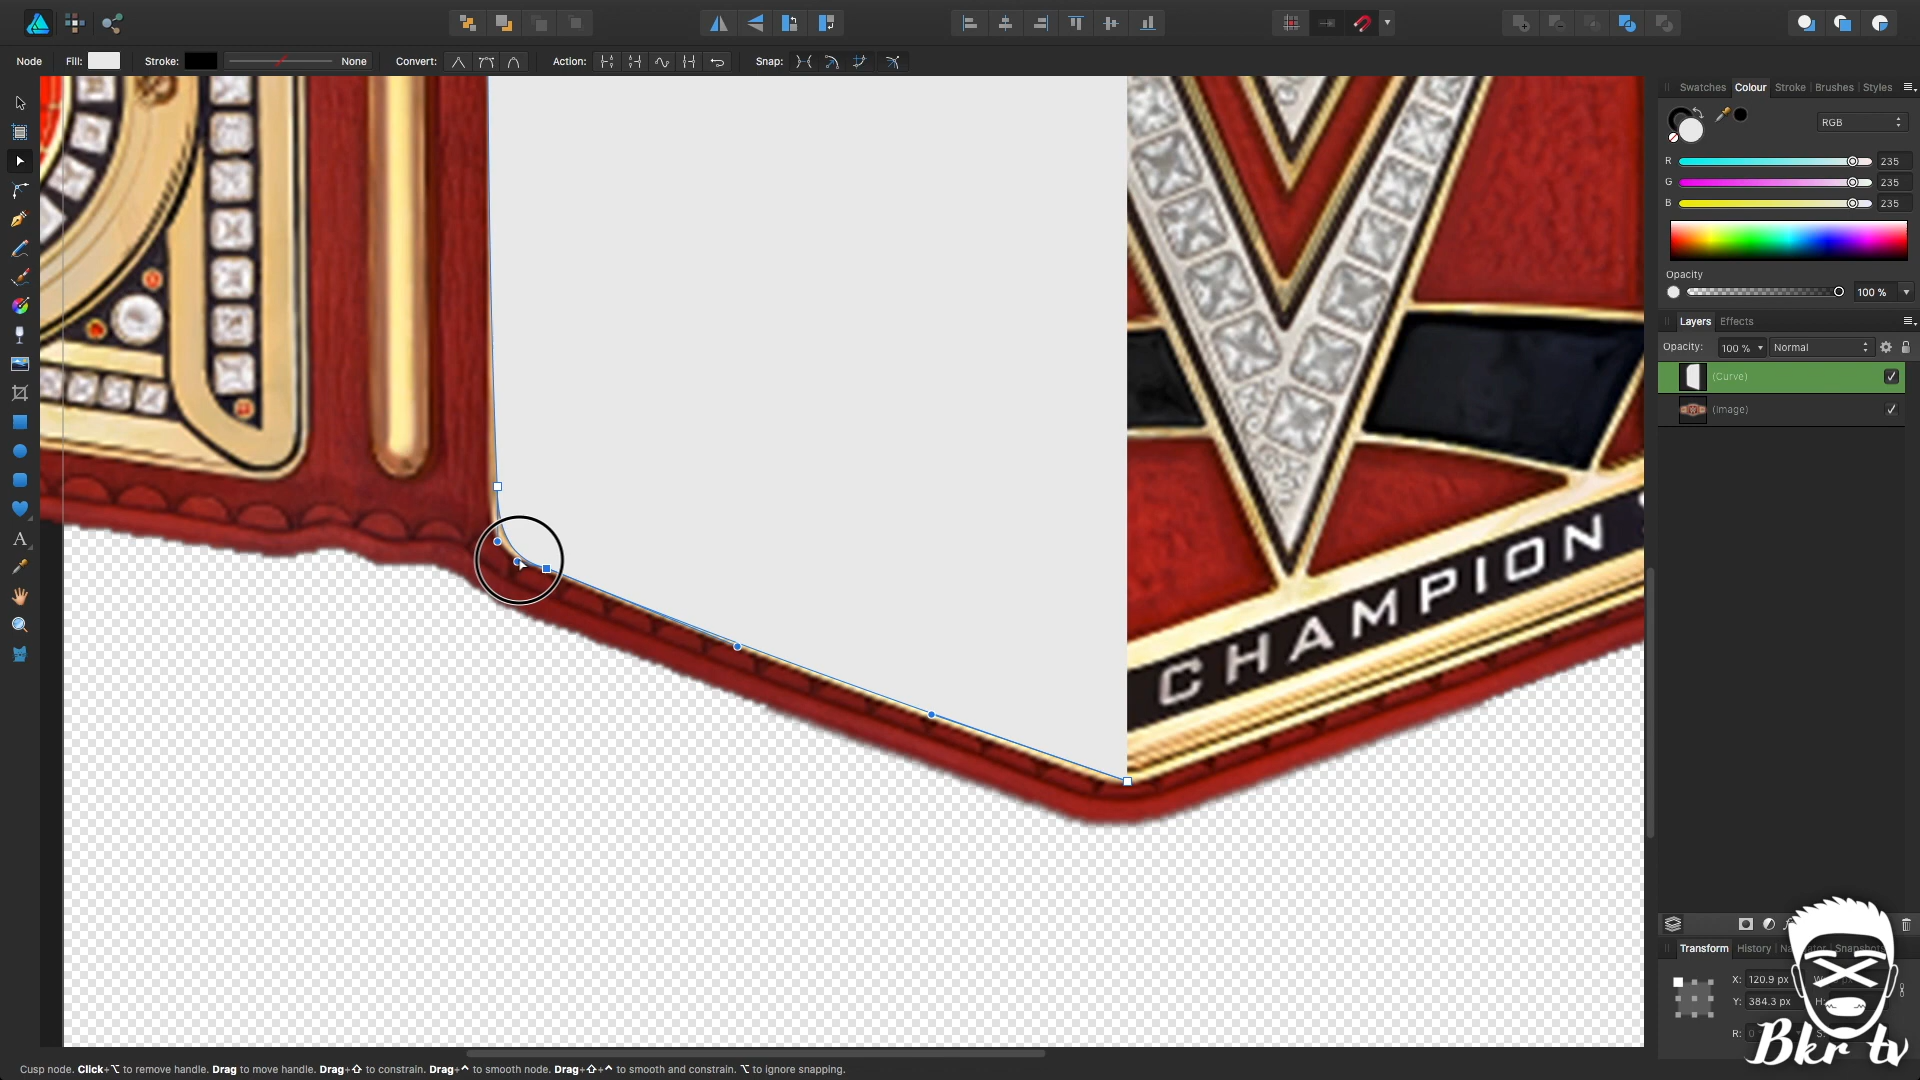 Node Fill: Stroke: None Convert: Action: Snap:
Swatches Colour Stroke Brushes Styles
RGB
R 235
G 235
B 235
Opacity
100 %
Layers Effects
Opacity: 100 % Normal
(Curve)
(Image)
CHAMPION
Transform History
X: 120.9 px
Y: 384.3 px H:
R:
Bkr tv
Cusp node. Click+⌥ to remove handle. Drag to move handle. Drag+⇧ to constrain. Drag+^ to smooth node. Drag+⇧+^ to smooth and constrain. ⌥ to ignore snapping.